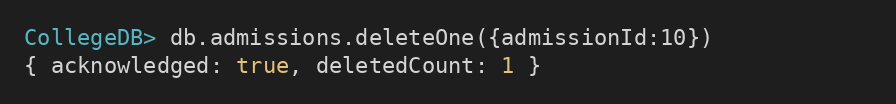 CollegeDB> db.admissions.deleteOne({admissionId:10})
{ acknowledged: true, deletedCount: 1 }